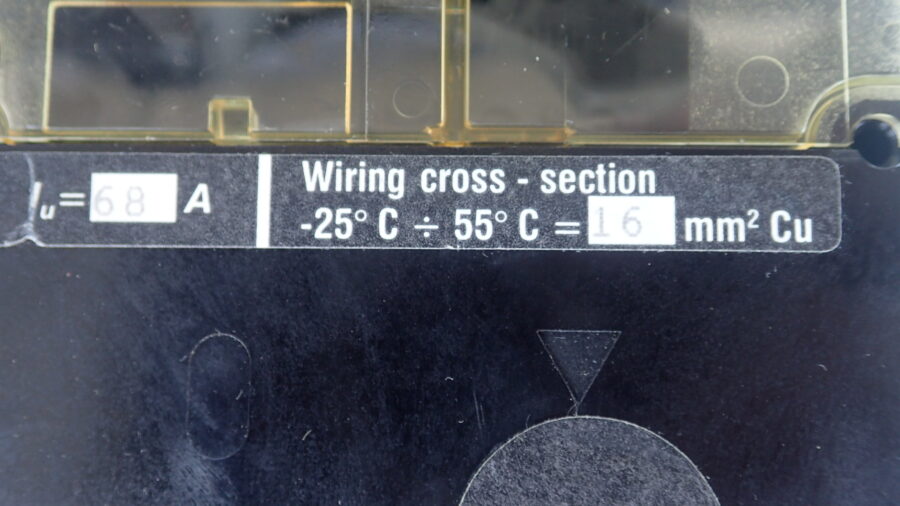 Iu = 68 A
Wiring cross - section
-25° C ÷ 55° C = 16 mm² Cu